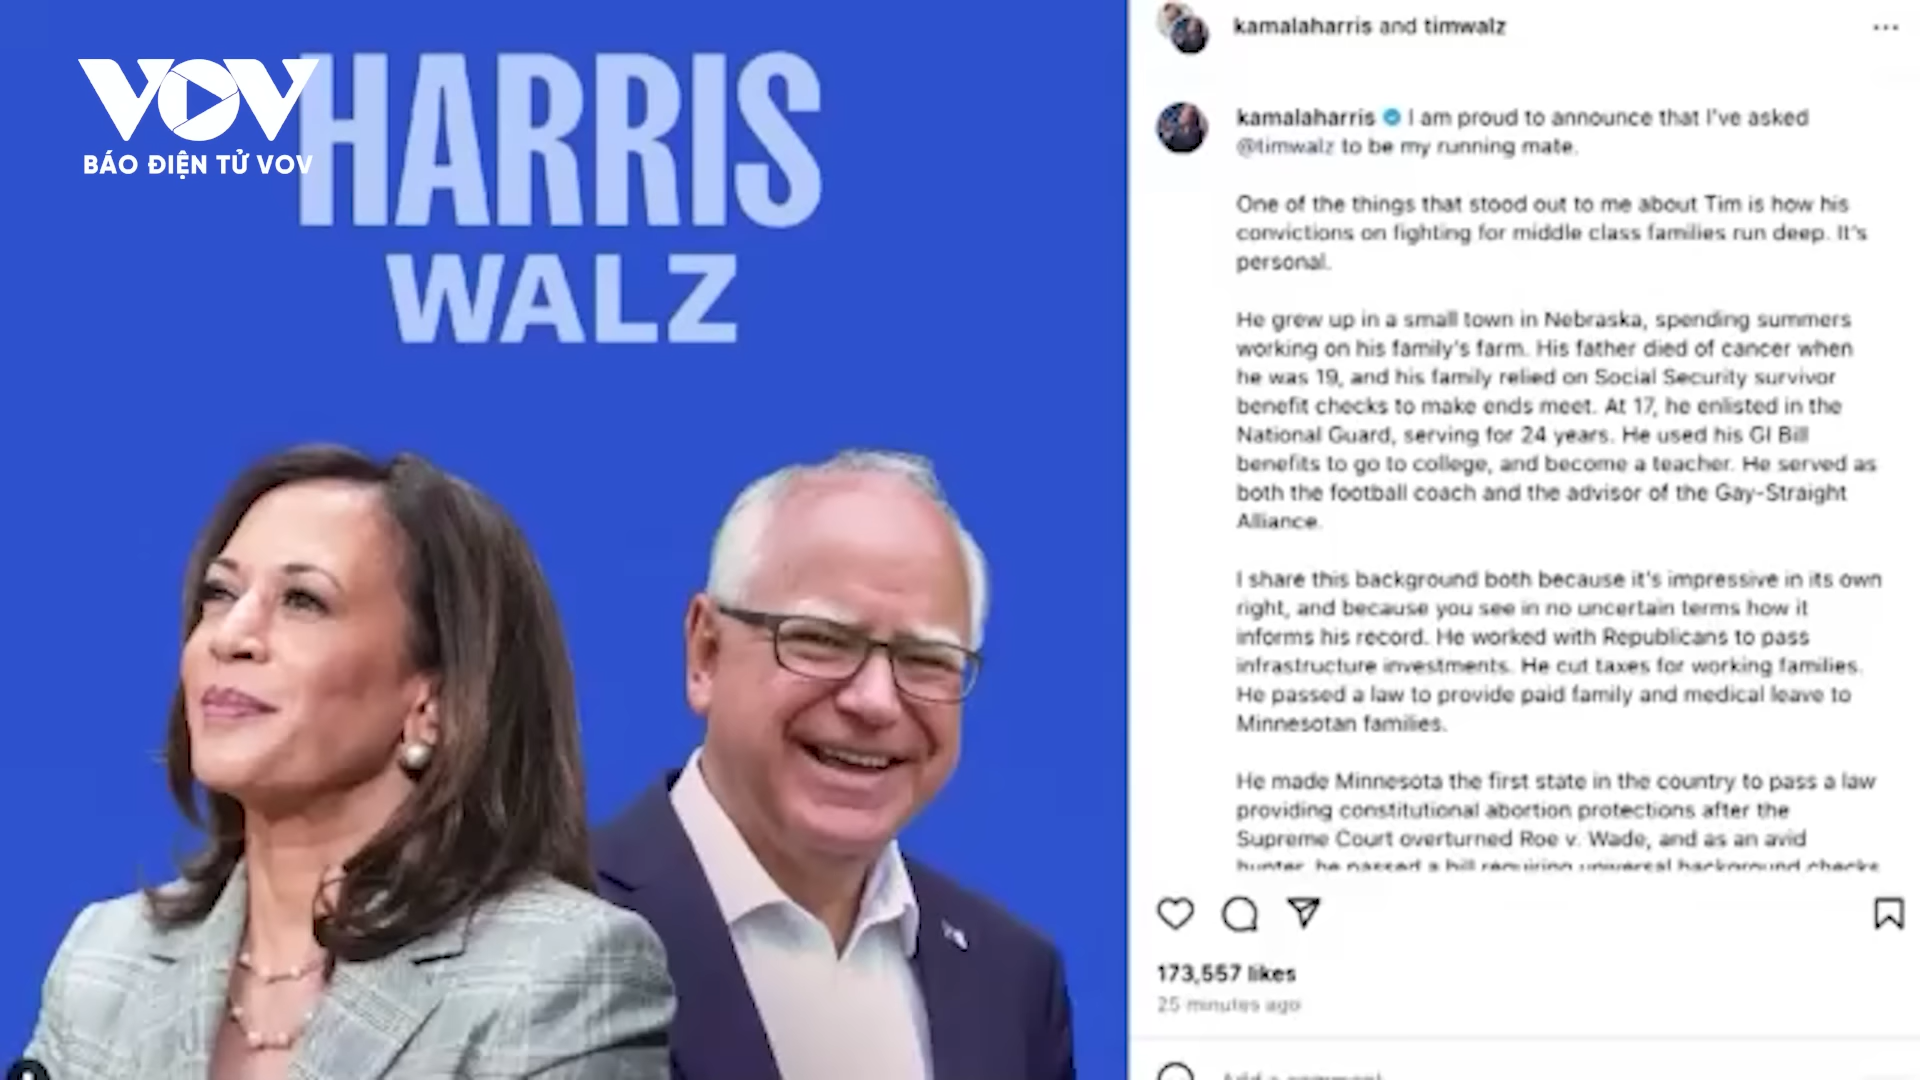 VOV
BÁO ĐIỆN TỬ VOV
HARRIS
WALZ
kamalaharris and timwalz
kamalaharris I am proud to announce that I've asked
@timwalz to be my running mate.
One of the things that stood out to me about Tim is how his
convictions on fighting for middle class families run deep. It's
personal.
He grew up in a small town in Nebraska, spending summers
working on his family's farm. His father died of cancer when
he was 19, and his family relied on Social Security survivor
benefit checks to make ends meet. At 17, he enlisted in the
National Guard, serving for 24 years. He used his GI Bill
benefits to go to college, and become a teacher. He served as
both the football coach and the advisor of the Gay-Straight
Alliance.
I share this background both because it's impressive in its own
right, and because you see in no uncertain terms how it
informs his record. He worked with Republicans to pass
infrastructure investments. He cut taxes for working families.
He passed a law to provide paid family and medical leave to
Minnesotan families.
He made Minnesota the first state in the country to pass a law
providing constitutional abortion protections after the
Supreme Court overturned Roe v. Wade, and as an avid
hunter, he passed a bill requiring universal background checks
173,557 likes
25 minutes ago
Add a comment